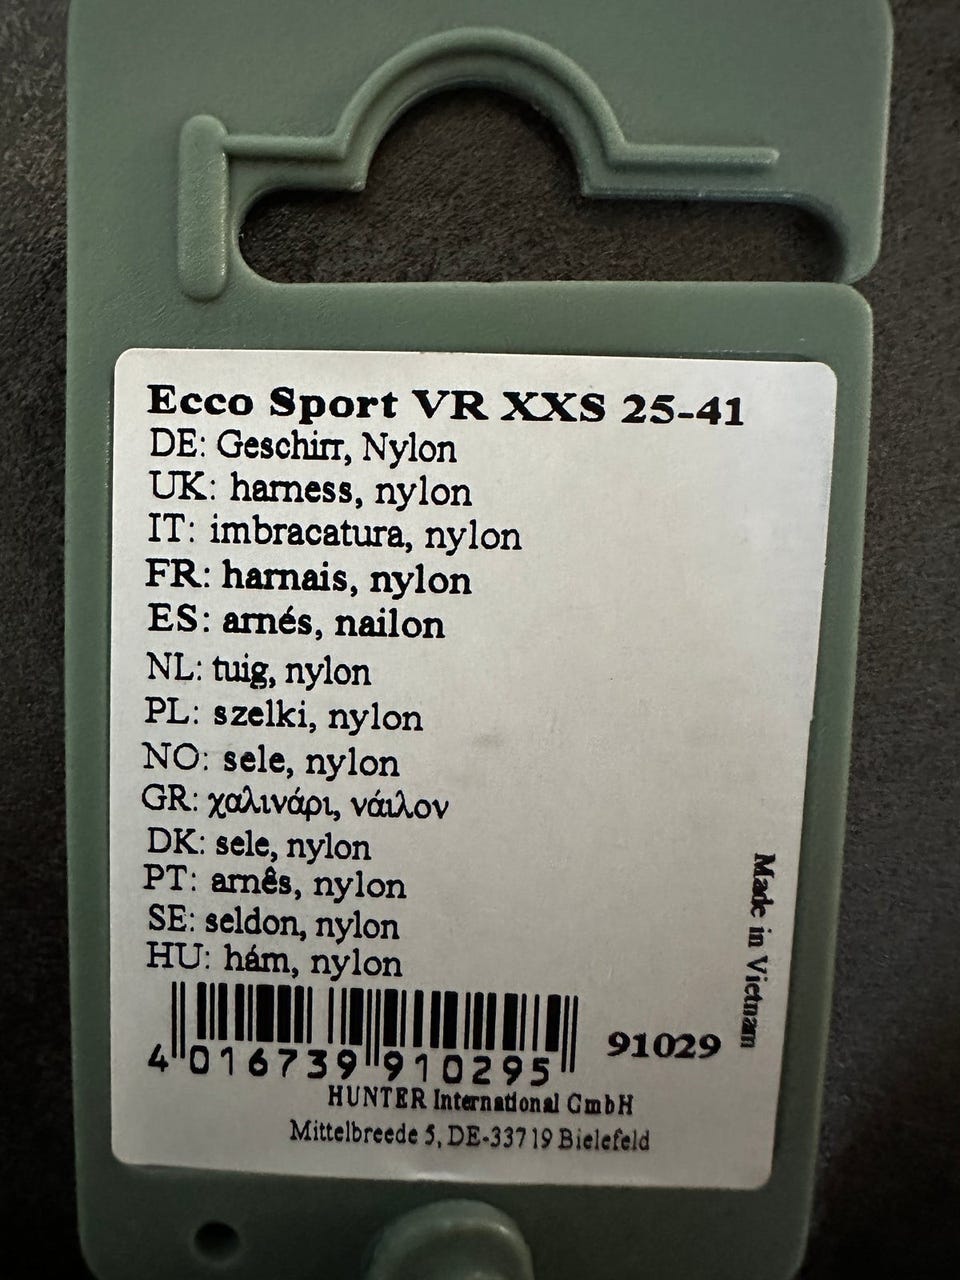 Ecco Sport VR XXS 25-41
DE: Geschirr, Nylon
UK: harness, nylon
IT: imbracatura, nylon
FR: harnais, nylon
ES: arnés, nailon
NL: tuig, nylon
PL: szelki, nylon
NO: sele, nylon
GR: χαλινάρι, νάιλον
DK: sele, nylon
PT: arnês, nylon
SE: seldon, nylon
HU: hám, nylon
4 016739 910295
91029
HUNTER International GmbH
Mittelbreede 5, DE-33719 Bielefeld
Made in Vietnam